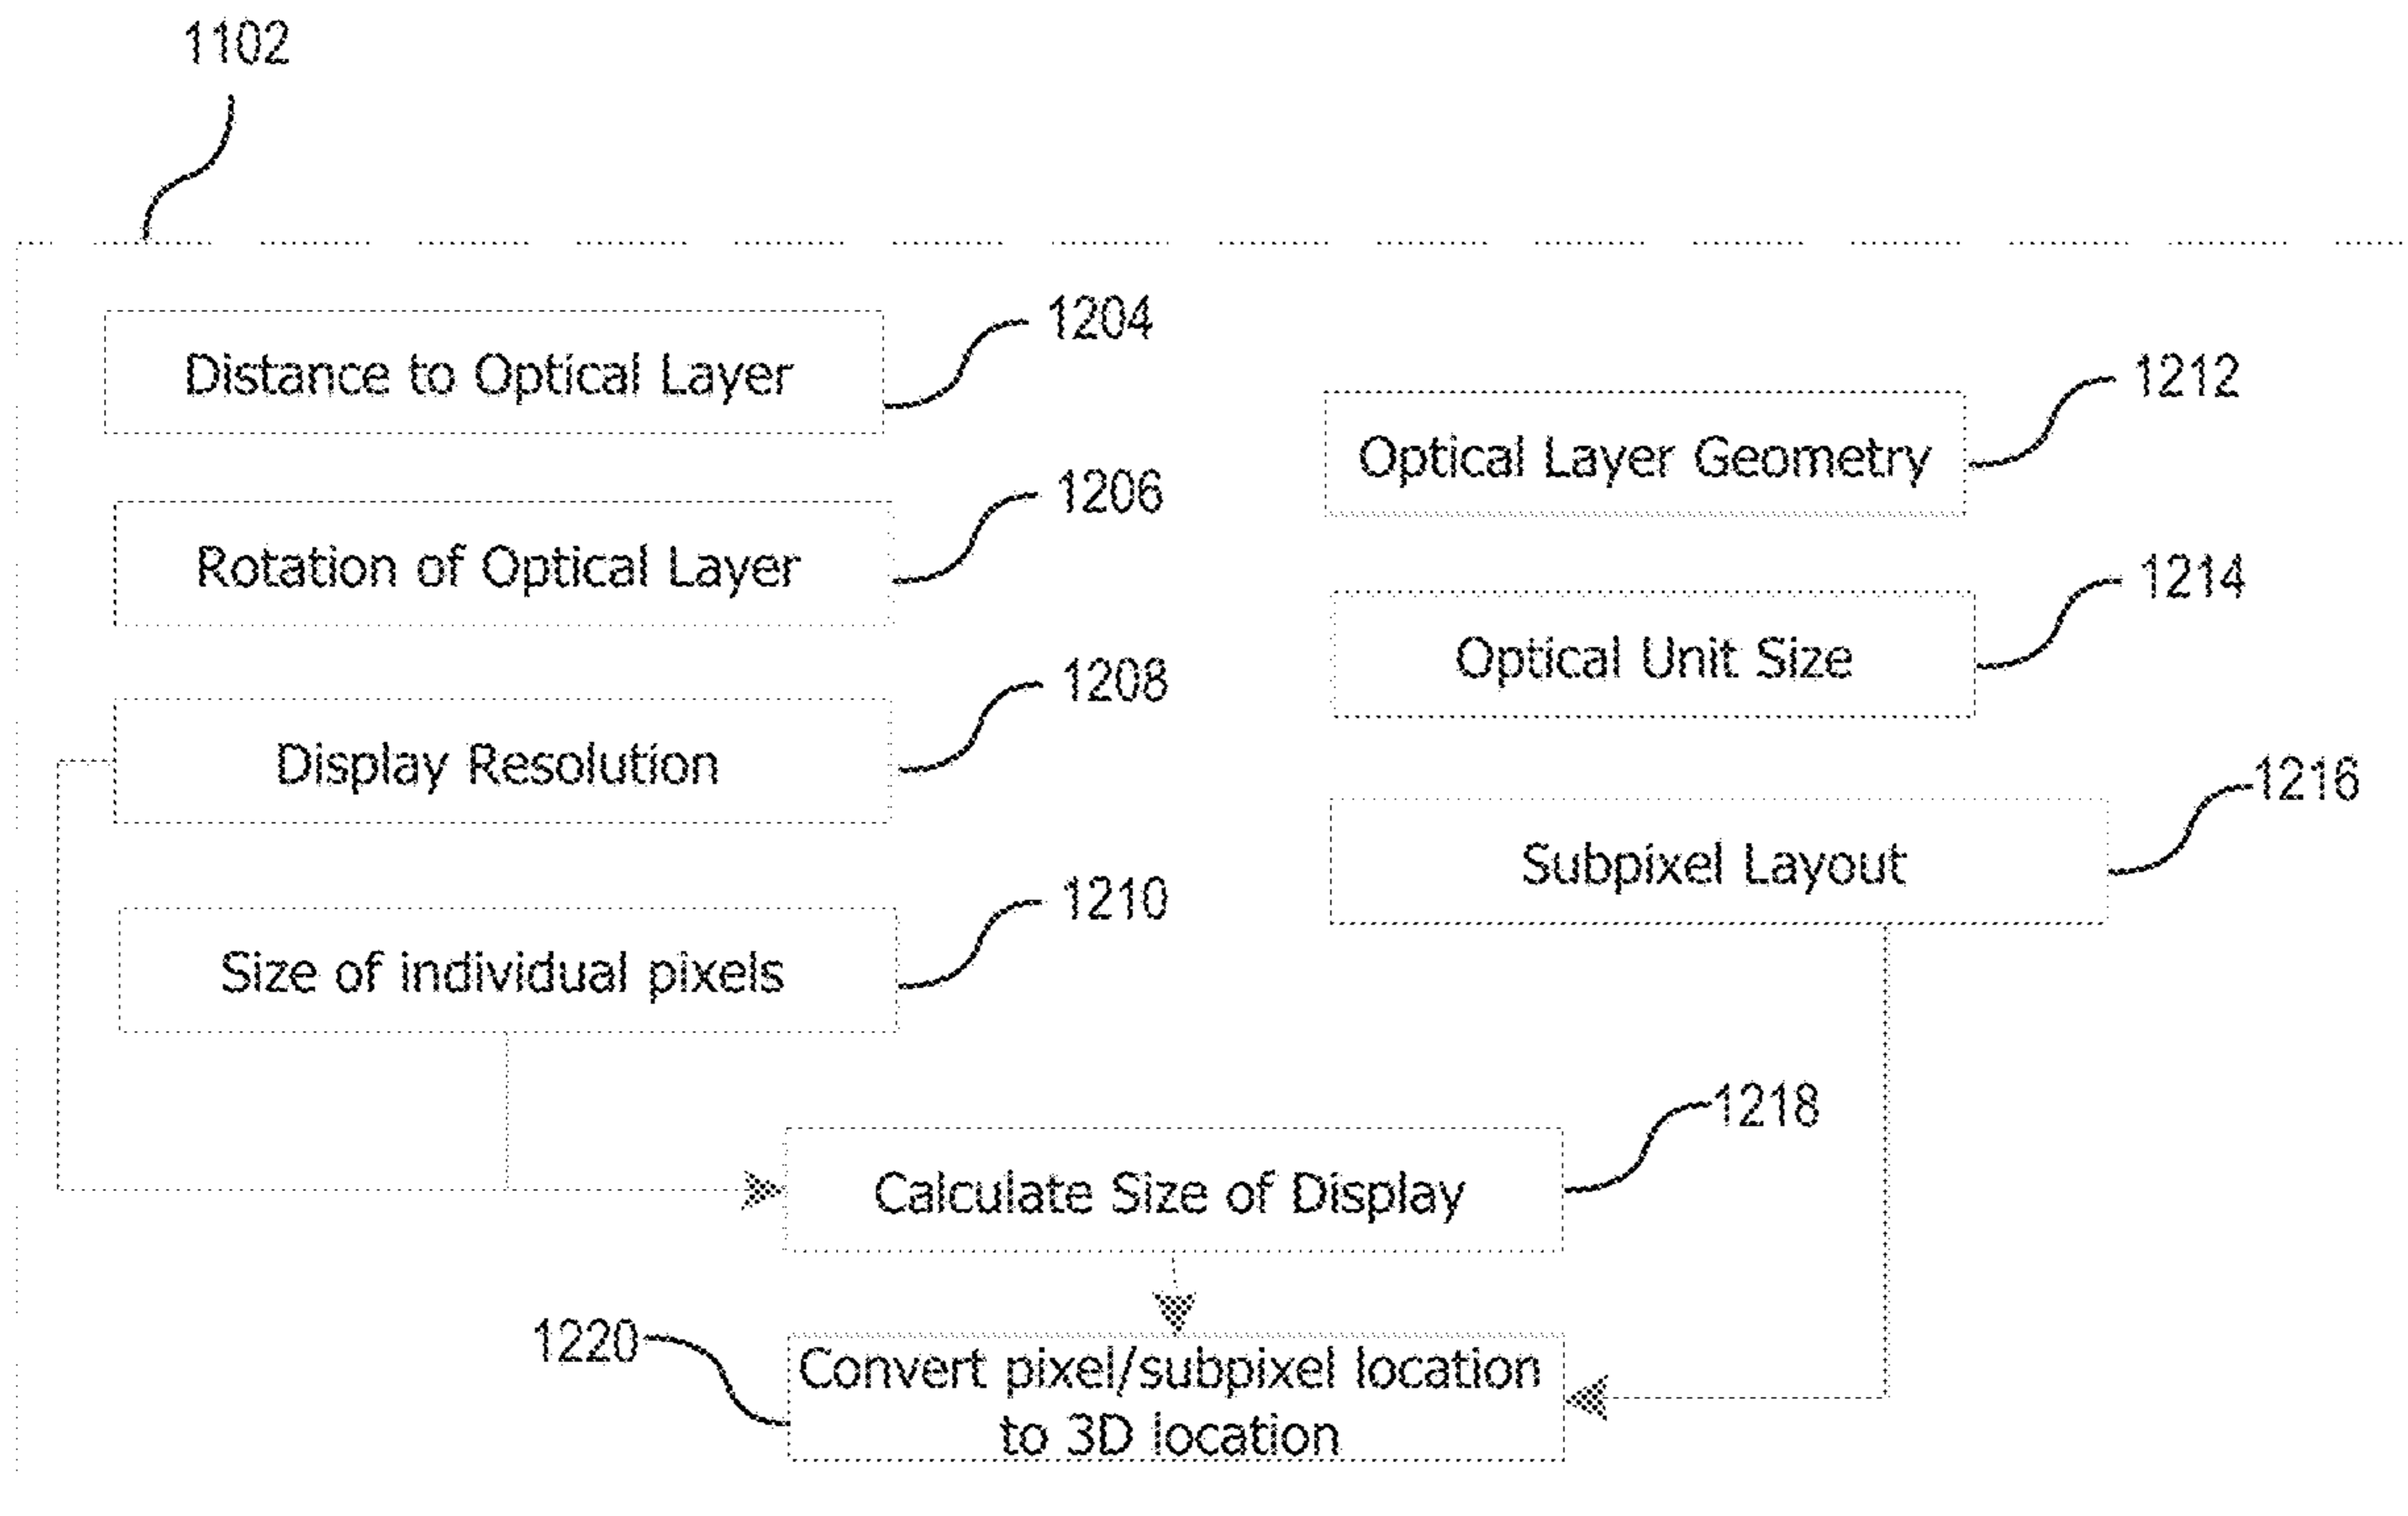 1102
Distance to Optical Layer
1204
Rotation of Optical Layer
1206
Display Resolution
1208
Size of individual pixels
1210
Optical Layer Geometry
1212
Optical Unit Size
1214
Subpixel Layout
1216
Calculate Size of Display
1218
1220
Convert pixel/subpixel location
to 3D location